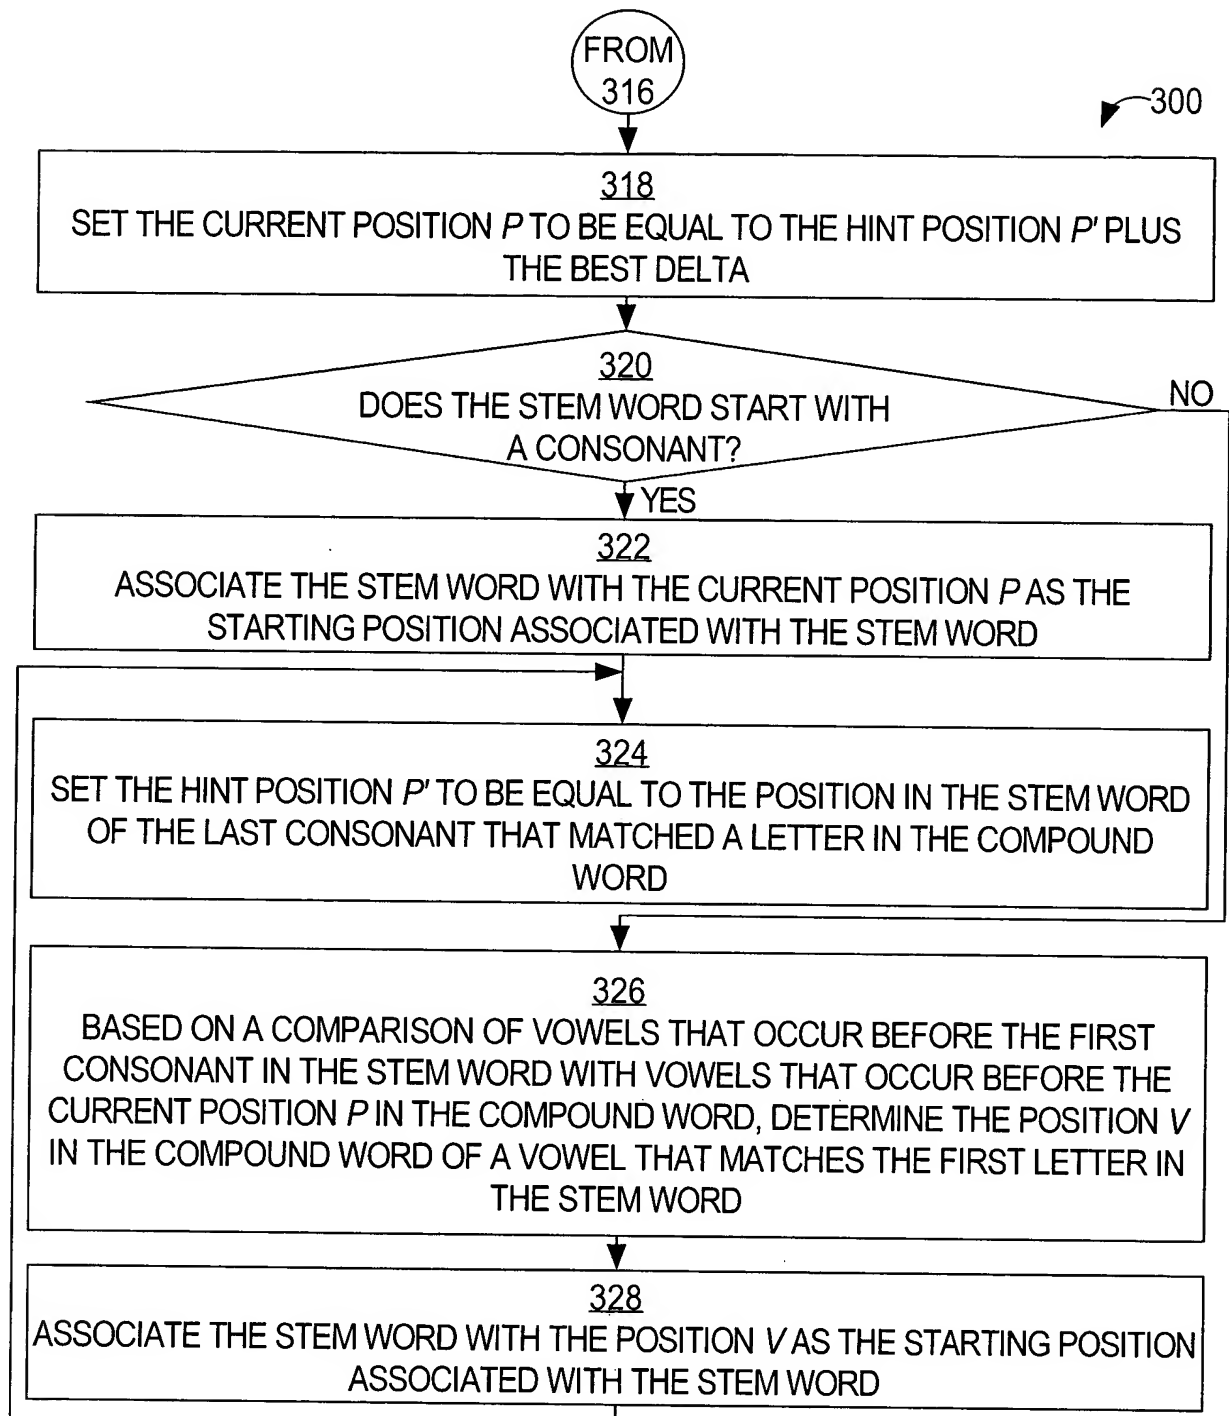 FROM
316
300
318
SET THE CURRENT POSITION P TO BE EQUAL TO THE HINT POSITION P' PLUS
THE BEST DELTA
320
DOES THE STEM WORD START WITH
A CONSONANT?
NO
YES
322
ASSOCIATE THE STEM WORD WITH THE CURRENT POSITION P AS THE
STARTING POSITION ASSOCIATED WITH THE STEM WORD
324
SET THE HINT POSITION P' TO BE EQUAL TO THE POSITION IN THE STEM WORD
OF THE LAST CONSONANT THAT MATCHED A LETTER IN THE COMPOUND
WORD
326
BASED ON A COMPARISON OF VOWELS THAT OCCUR BEFORE THE FIRST
CONSONANT IN THE STEM WORD WITH VOWELS THAT OCCUR BEFORE THE
CURRENT POSITION P IN THE COMPOUND WORD, DETERMINE THE POSITION V
IN THE COMPOUND WORD OF A VOWEL THAT MATCHES THE FIRST LETTER IN
THE STEM WORD
328
ASSOCIATE THE STEM WORD WITH THE POSITION V AS THE STARTING POSITION
ASSOCIATED WITH THE STEM WORD